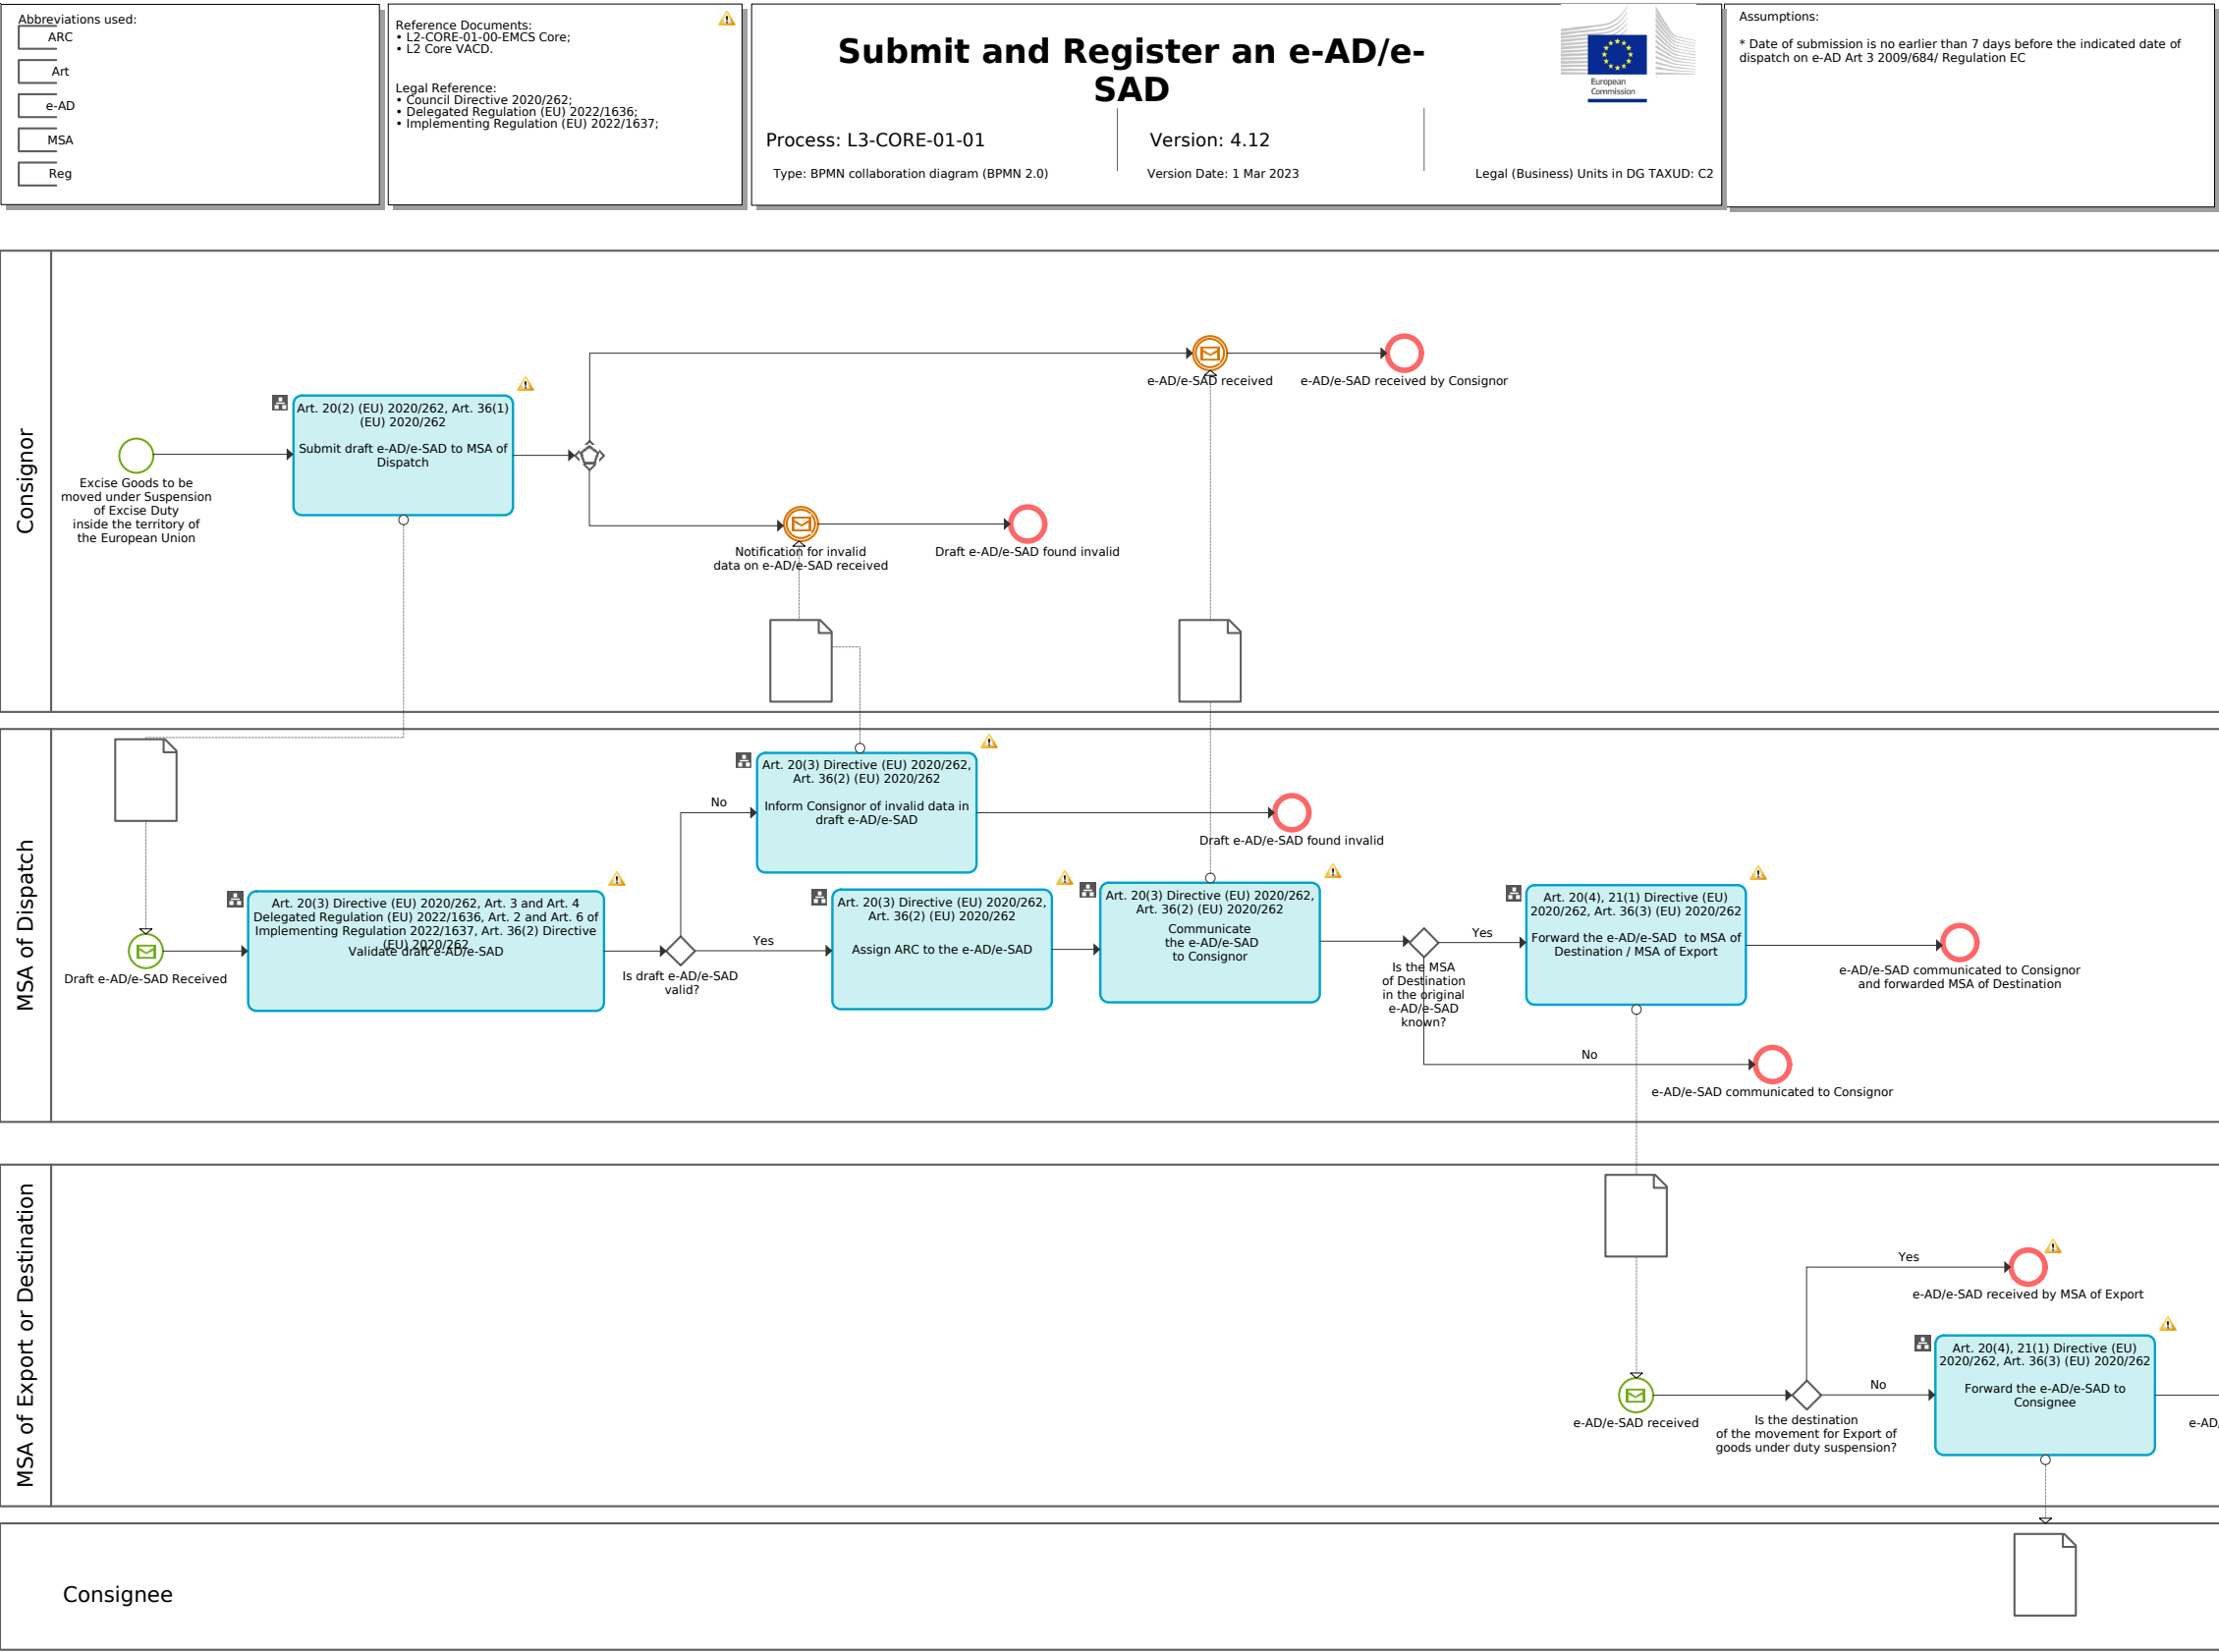 Abbreviations used:
ARC
Art
e-AD
MSA
Reg
Reference Documents:
• L2-CORE-01-00-EMCS Core;
• L2 Core VACD.
Legal Reference:
• Council Directive 2020/262;
• Delegated Regulation (EU) 2022/1636;
• Implementing Regulation (EU) 2022/1637;
Submit and Register an e-AD/e-
SAD
Process: L3-CORE-01-01
Version: 4.12
Type: BPMN collaboration diagram (BPMN 2.0)
Version Date: 1 Mar 2023
Legal (Business) Units in DG TAXUD: C2
European
Commission
Assumptions:
* Date of submission is no earlier than 7 days before the indicated date of
dispatch on e-AD Art 3 2009/684/ Regulation EC
Consignor
Excise Goods to be
moved under Suspension
of Excise Duty
inside the territory of
the European Union
Art. 20(2) (EU) 2020/262, Art. 36(1)
(EU) 2020/262
Submit draft e-AD/e-SAD to MSA of
Dispatch
e-AD/e-SAD received
e-AD/e-SAD received by Consignor
Notification for invalid
data on e-AD/e-SAD received
Draft e-AD/e-SAD found invalid
MSA of Dispatch
Draft e-AD/e-SAD Received
Art. 20(3) Directive (EU) 2020/262, Art. 3 and Art. 4
Delegated Regulation (EU) 2022/1636, Art. 2 and Art. 6 of
Implementing Regulation 2022/1637, Art. 36(2) Directive
(EU) 2020/262
Validate draft e-AD/e-SAD
Is draft e-AD/e-SAD
valid?
No
Yes
Art. 20(3) Directive (EU) 2020/262,
Art. 36(2) (EU) 2020/262
Inform Consignor of invalid data in
draft e-AD/e-SAD
Draft e-AD/e-SAD found invalid
Art. 20(3) Directive (EU) 2020/262,
Art. 36(2) (EU) 2020/262
Assign ARC to the e-AD/e-SAD
Art. 20(3) Directive (EU) 2020/262,
Art. 36(2) (EU) 2020/262
Communicate
the e-AD/e-SAD
to Consignor
Is the MSA
of Destination
in the original
e-AD/e-SAD
known?
Yes
No
Art. 20(4), 21(1) Directive (EU)
2020/262, Art. 36(3) (EU) 2020/262
Forward the e-AD/e-SAD to MSA of
Destination / MSA of Export
e-AD/e-SAD communicated to Consignor
and forwarded MSA of Destination
e-AD/e-SAD communicated to Consignor
MSA of Export or Destination
e-AD/e-SAD received
Is the destination
of the movement for Export of
goods under duty suspension?
Yes
No
e-AD/e-SAD received by MSA of Export
Art. 20(4), 21(1) Directive (EU)
2020/262, Art. 36(3) (EU) 2020/262
Forward the e-AD/e-SAD to
Consignee
e-AD/
Consignee